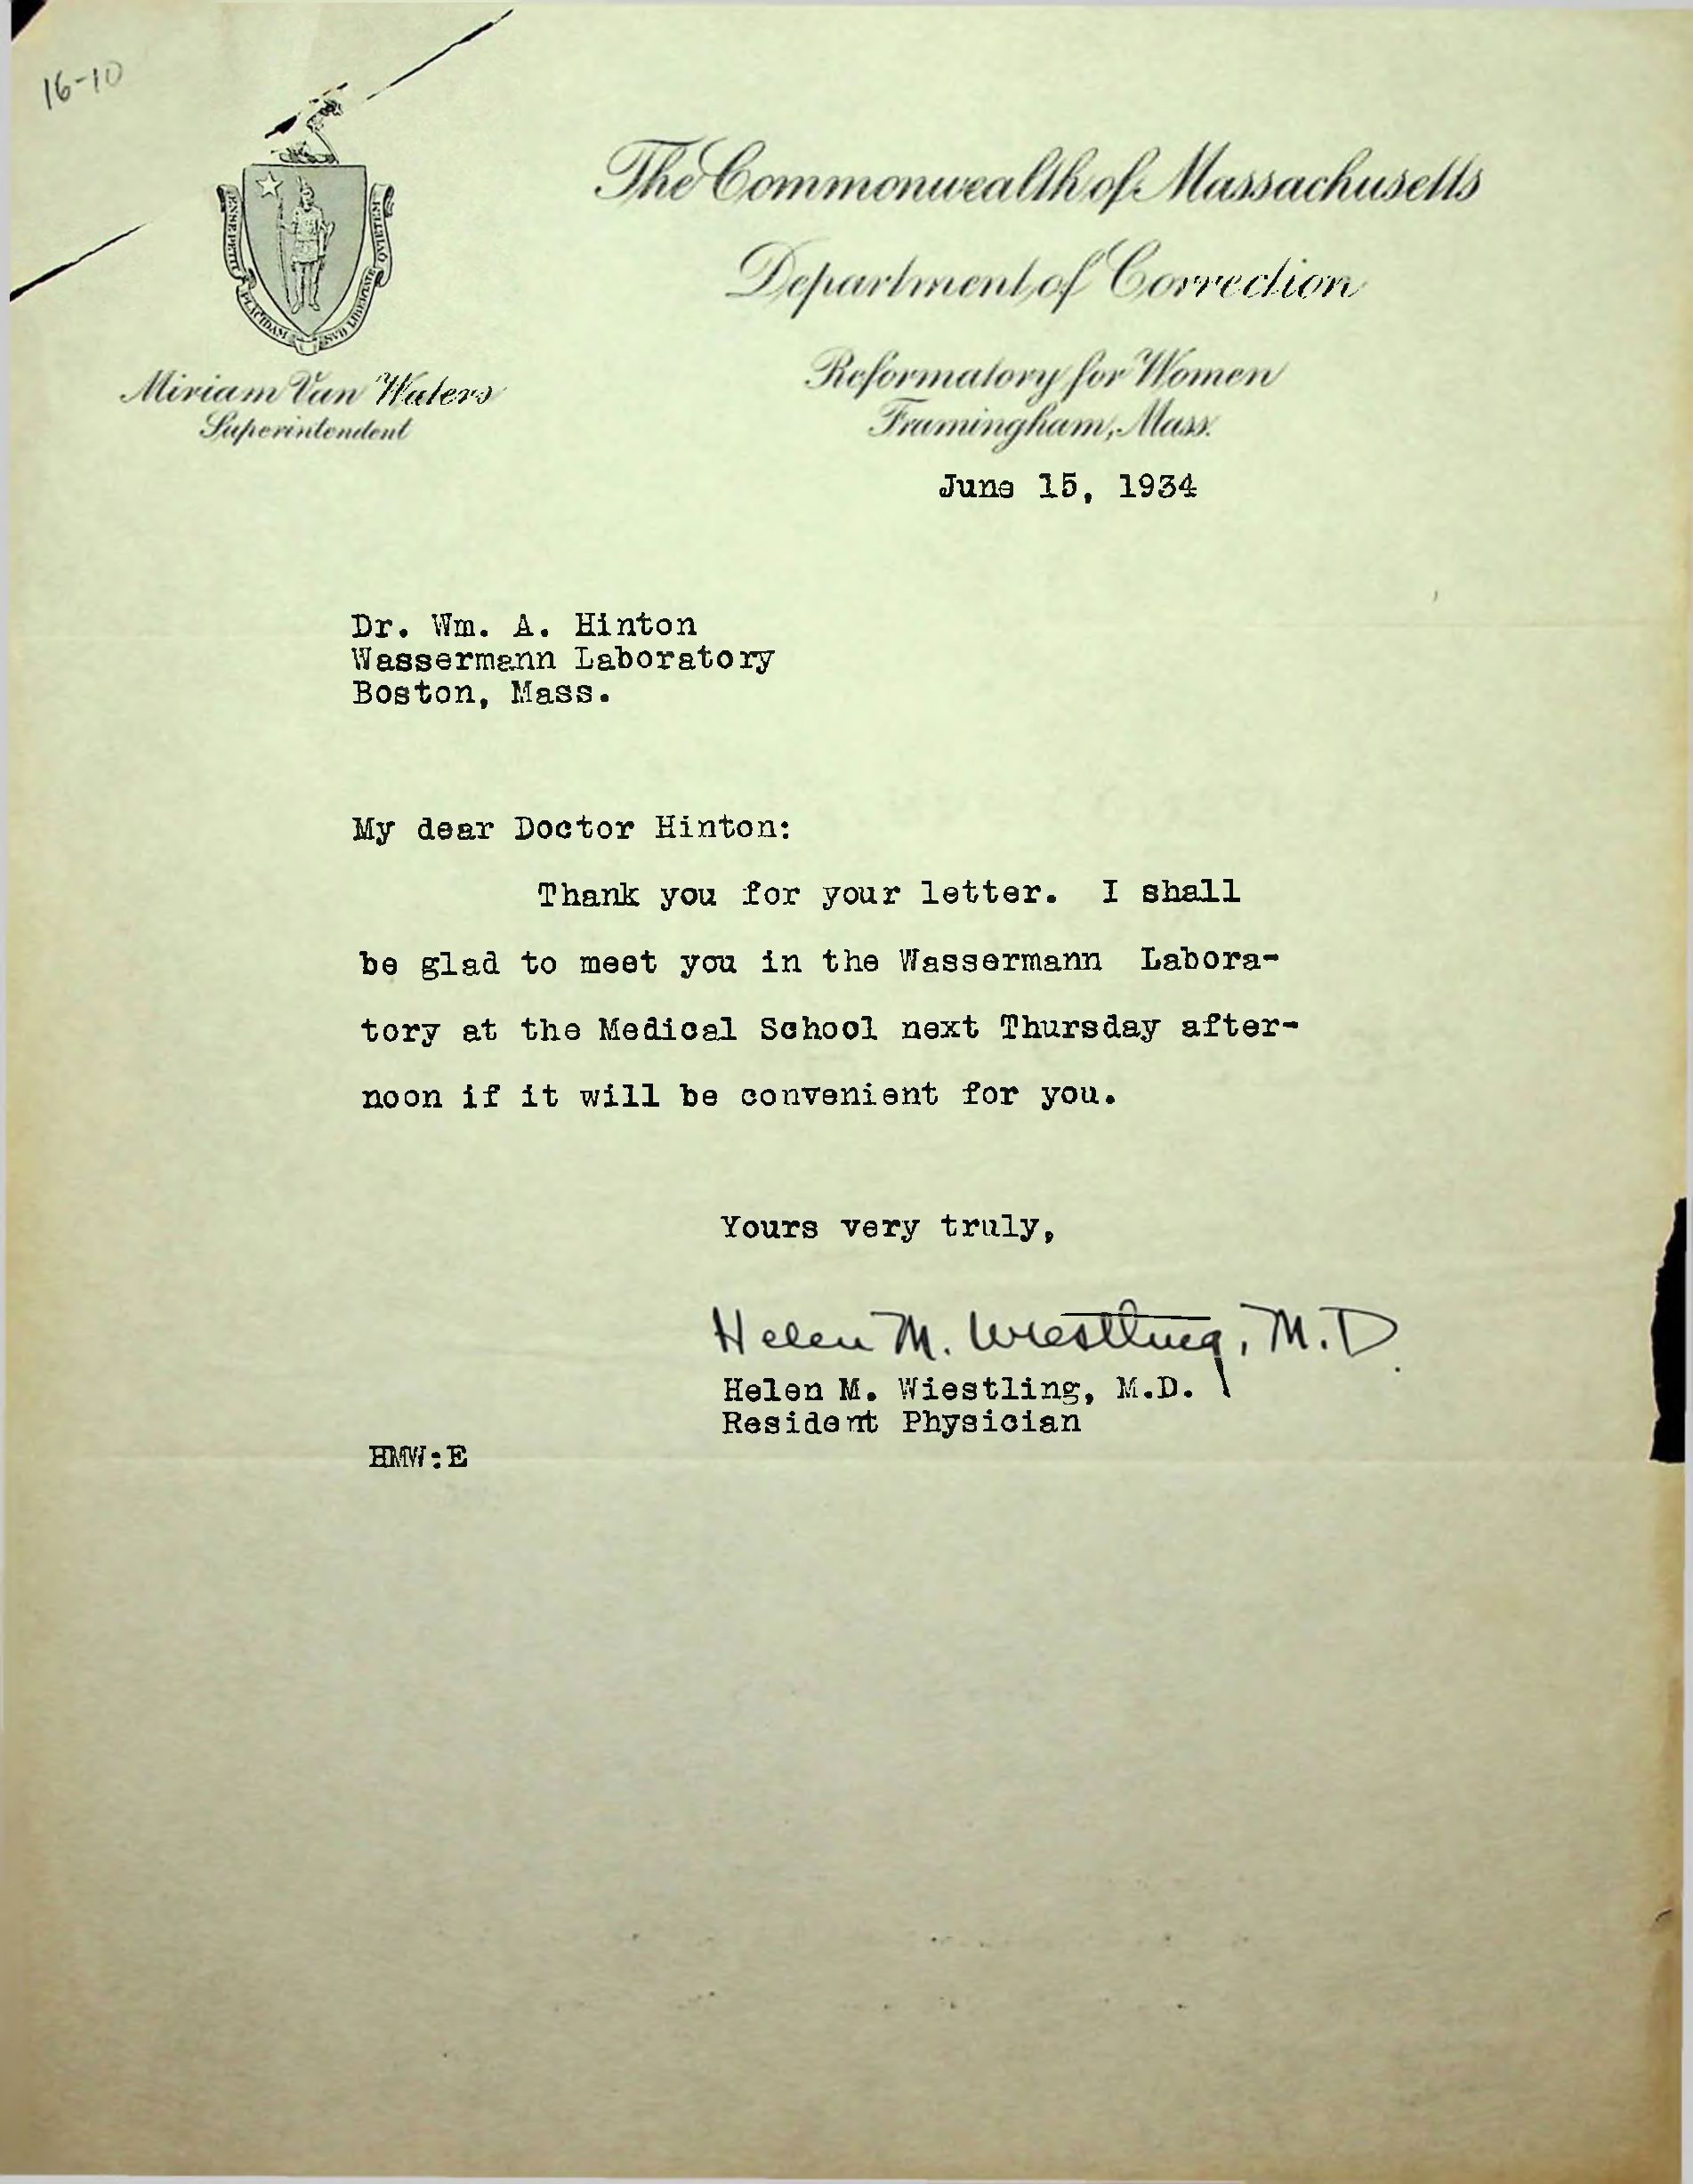 16-10
The Commonwealth of Massachusetts
Department of Correction
Reformatory for Women
Framingham, Mass.
Miriam Van Waters
Superintendent
June 15, 1934
Dr. Wm. A. Hinton
Wassermann Laboratory
Boston, Mass.
My dear Doctor Hinton:
Thank you for your letter. I shall
be glad to meet you in the Wassermann Labora-
tory at the Medical School next Thursday after-
noon if it will be convenient for you.
Yours very truly,
Helen M. Wiestling, M.D.
Helen M. Wiestling, M.D.
Resident Physician
HMW:E